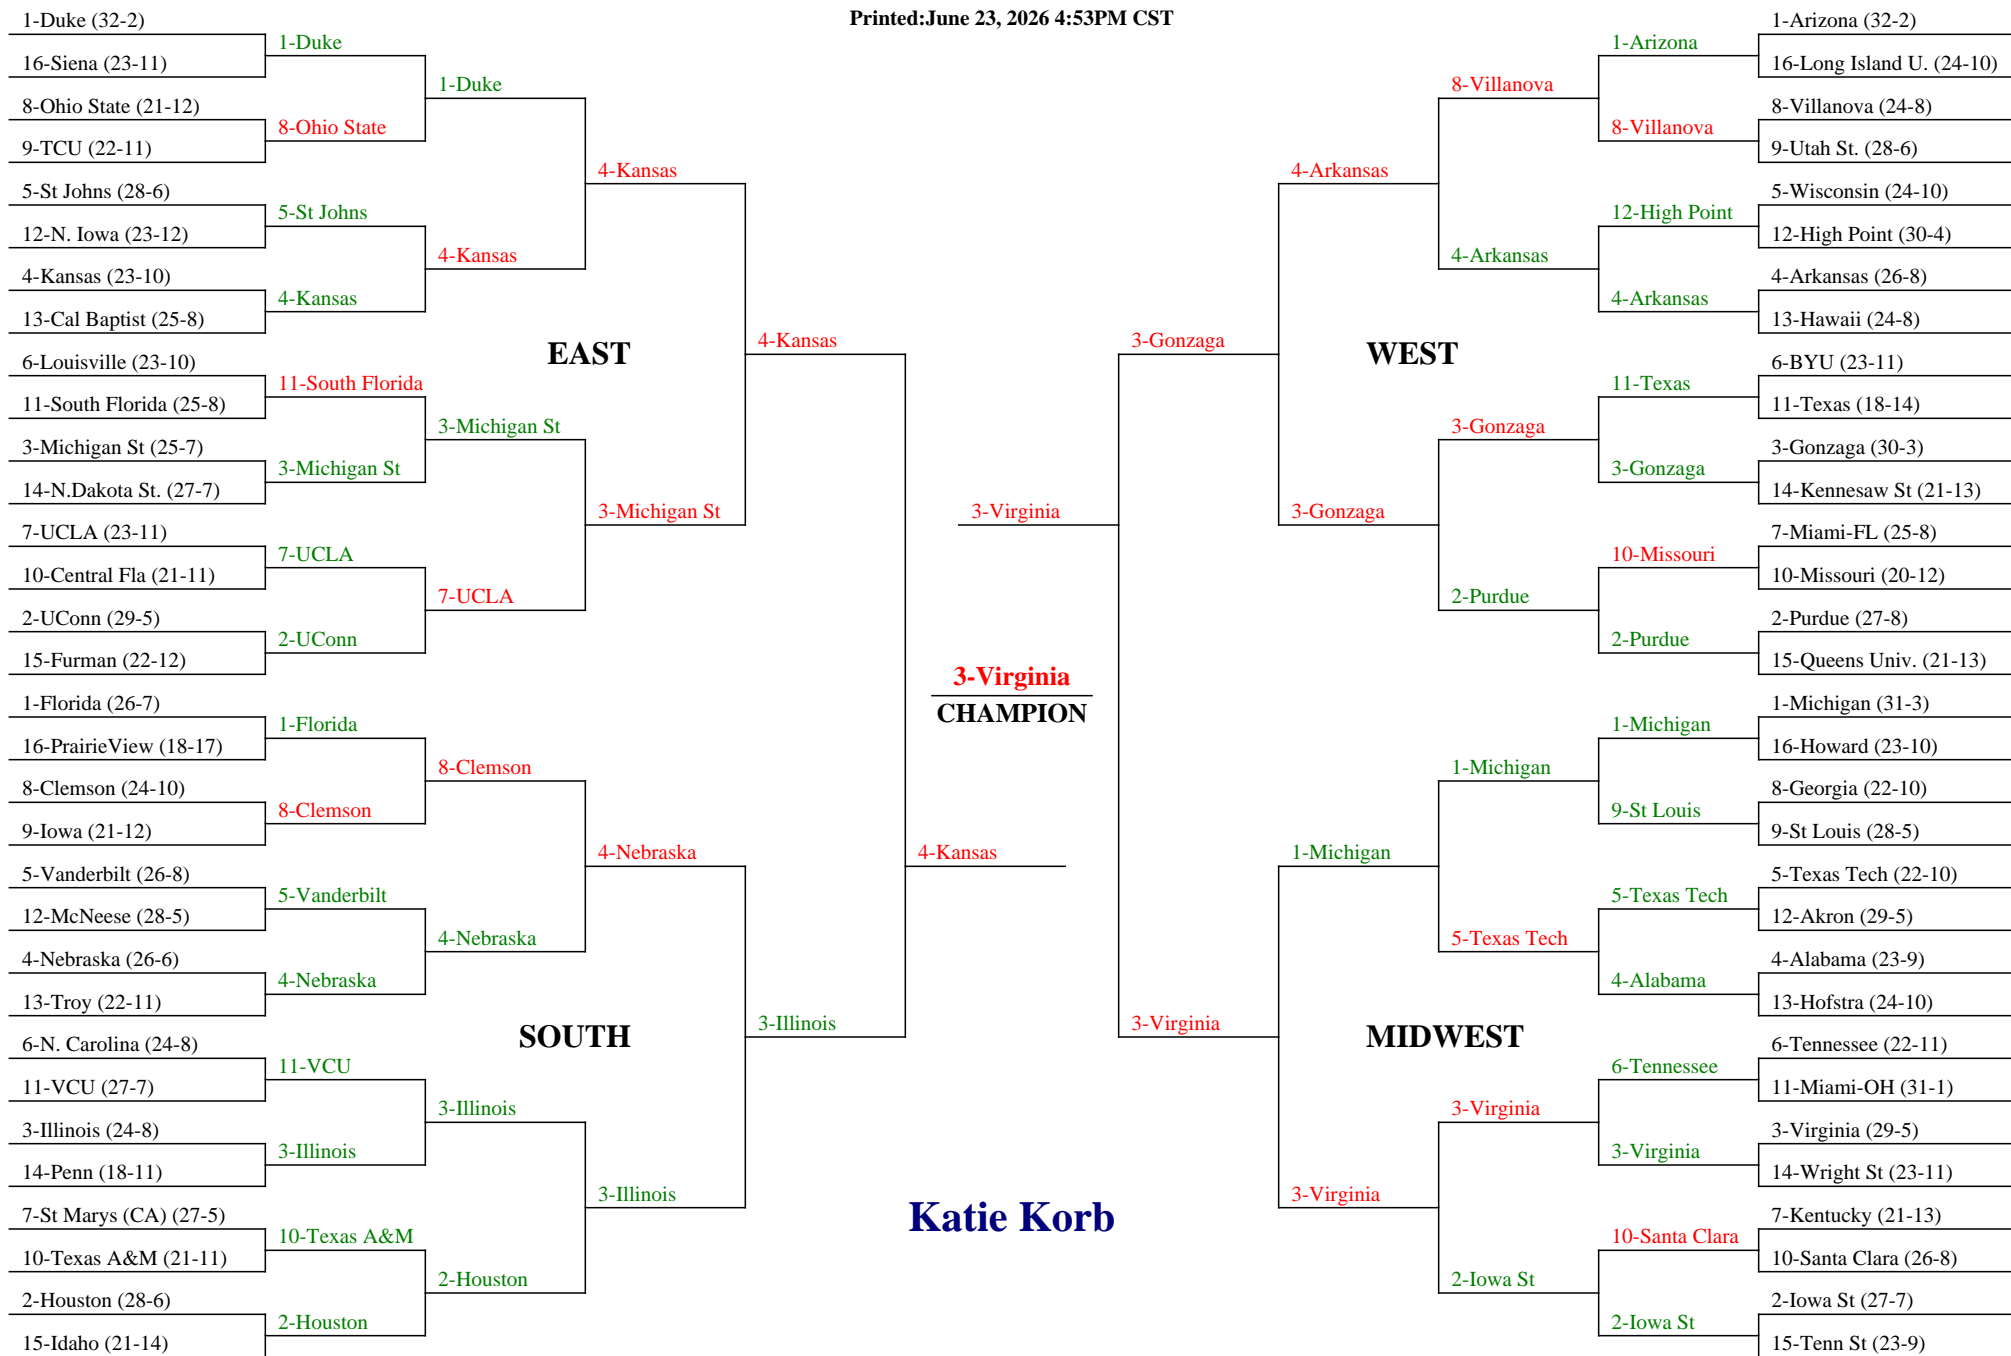 Printed:June 23, 2026 4:53PM CST
1-Duke (32-2)
16-Siena (23-11)
8-Ohio State (21-12)
9-TCU (22-11)
5-St Johns (28-6)
12-N. Iowa (23-12)
4-Kansas (23-10)
13-Cal Baptist (25-8)
6-Louisville (23-10)
11-South Florida (25-8)
3-Michigan St (25-7)
14-N.Dakota St. (27-7)
7-UCLA (23-11)
10-Central Fla (21-11)
2-UConn (29-5)
15-Furman (22-12)
1-Florida (26-7)
16-PrairieView (18-17)
8-Clemson (24-10)
9-Iowa (21-12)
5-Vanderbilt (26-8)
12-McNeese (28-5)
4-Nebraska (26-6)
13-Troy (22-11)
6-N. Carolina (24-8)
11-VCU (27-7)
3-Illinois (24-8)
14-Penn (18-11)
7-St Marys (CA) (27-5)
10-Texas A&M (21-11)
2-Houston (28-6)
15-Idaho (21-14)
1-Duke
8-Ohio State
5-St Johns
4-Kansas
11-South Florida
3-Michigan St
7-UCLA
2-UConn
1-Florida
8-Clemson
5-Vanderbilt
4-Nebraska
11-VCU
3-Illinois
10-Texas A&M
2-Houston
1-Duke
4-Kansas
3-Michigan St
7-UCLA
8-Clemson
4-Nebraska
3-Illinois
2-Houston
4-Kansas
3-Michigan St
4-Nebraska
3-Illinois
EAST
SOUTH
4-Kansas
3-Illinois
4-Kansas
3-Virginia
3-Virginia
CHAMPION
Katie Korb
3-Gonzaga
3-Virginia
WEST
MIDWEST
4-Arkansas
3-Gonzaga
1-Michigan
3-Virginia
8-Villanova
4-Arkansas
3-Gonzaga
2-Purdue
1-Michigan
5-Texas Tech
3-Virginia
2-Iowa St
1-Arizona
8-Villanova
12-High Point
4-Arkansas
11-Texas
3-Gonzaga
10-Missouri
2-Purdue
1-Michigan
9-St Louis
5-Texas Tech
4-Alabama
6-Tennessee
3-Virginia
10-Santa Clara
2-Iowa St
1-Arizona (32-2)
16-Long Island U. (24-10)
8-Villanova (24-8)
9-Utah St. (28-6)
5-Wisconsin (24-10)
12-High Point (30-4)
4-Arkansas (26-8)
13-Hawaii (24-8)
6-BYU (23-11)
11-Texas (18-14)
3-Gonzaga (30-3)
14-Kennesaw St (21-13)
7-Miami-FL (25-8)
10-Missouri (20-12)
2-Purdue (27-8)
15-Queens Univ. (21-13)
1-Michigan (31-3)
16-Howard (23-10)
8-Georgia (22-10)
9-St Louis (28-5)
5-Texas Tech (22-10)
12-Akron (29-5)
4-Alabama (23-9)
13-Hofstra (24-10)
6-Tennessee (22-11)
11-Miami-OH (31-1)
3-Virginia (29-5)
14-Wright St (23-11)
7-Kentucky (21-13)
10-Santa Clara (26-8)
2-Iowa St (27-7)
15-Tenn St (23-9)